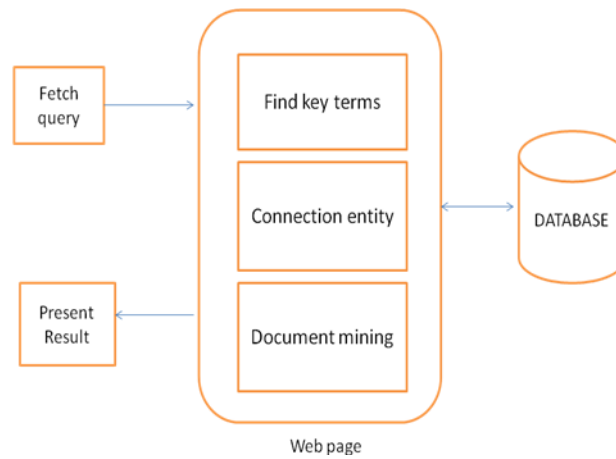 Fetch
query
Find key terms
Connection entity
DATABASE
Present
Result
Document mining
Web page